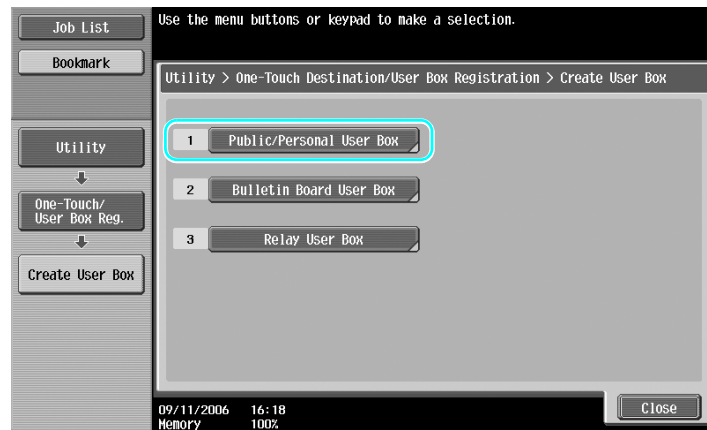 Job List
Bookmark
Use the menu buttons or keypad to make a selection.
Utility > One-Touch Destination/User Box Registration > Create User Box
Utility
One-Touch/
User Box Reg.
Create User Box
1 Public/Personal User Box
2 Bulletin Board User Box
3 Relay User Box
09/11/2006 16:18
Memory 100%
Close